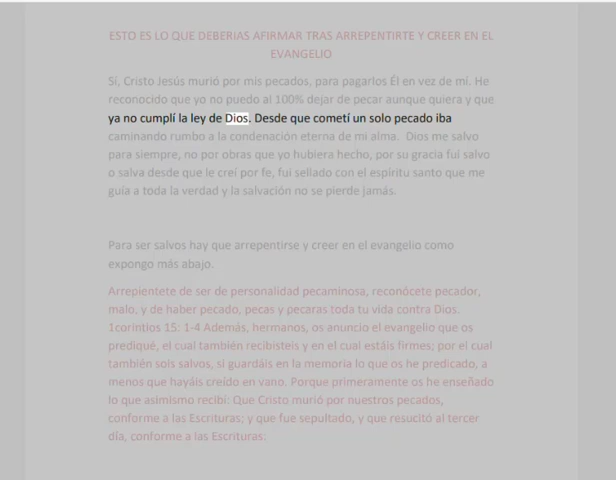 ESTO ES LO QUE DEBERIAS AFIRMAR TRAS ARREPENTIRTE Y CREER EN EL
EVANGELIO
Sí, Cristo Jesús murió por mis pecados, para pagarlos Él en vez de mí. He
reconocido que yo no puedo al 100% dejar de pecar aunque quiera y que
ya no cumplí la ley de Dios. Desde que cometí un solo pecado iba
caminando rumbo a la condenación eterna de mi alma. Dios me salvo
para siempre, no por obras que yo hubiera hecho, por su gracia fui salvo
o salva desde que le creí por fe, fui sellado con el espíritu santo que me
guía a toda la verdad y la salvación no se pierde jamás.
Para ser salvos hay que arrepentirse y creer en el evangelio como
expongo más abajo.
Arrepientete de ser de personalidad pecaminosa, reconócete pecador,
malo, y de haber pecado, pecas y pecaras toda tu vida contra Dios.
1corintios 15: 1-4 Además, hermanos, os anuncio el evangelio que os
prediqué, el cual también recibisteis y en el cual estáis firmes; por el cual
también sois salvos, si guardáis en la memoria lo que os he predicado, a
menos que hayáis creído en vano. Porque primeramente os he enseñado
lo que asimismo recibí: Que Cristo murió por nuestros pecados,
conforme a las Escrituras; y que fue sepultado, y que resucitó al tercer
día, conforme a las Escrituras: